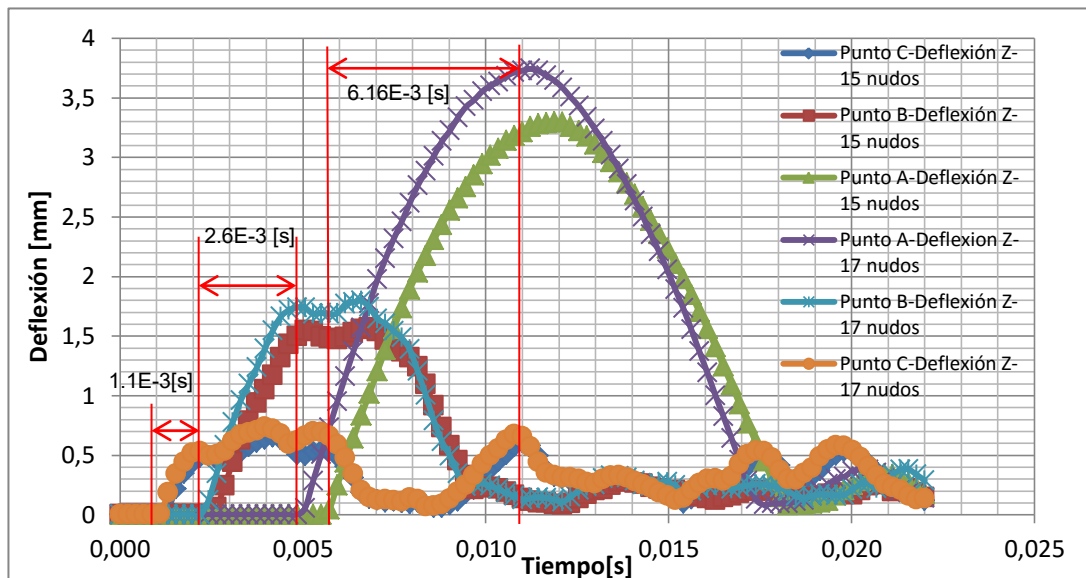 4
3,5
3
2,5
2
1,5
1
0,5
0
Deflexión [mm]
0,000
0,005
0,010
0,015
0,020
0,025
Tiempo[s]
6.16E-3 [s]
2.6E-3 [s]
1.1E-3[s]
Punto C-Deflexión Z-
15 nudos
Punto B-Deflexión Z-
15 nudos
Punto A-Deflexión Z-
15 nudos
Punto A-Deflexion Z-
17 nudos
Punto B-Deflexión Z-
17 nudos
Punto C-Deflexión Z-
17 nudos